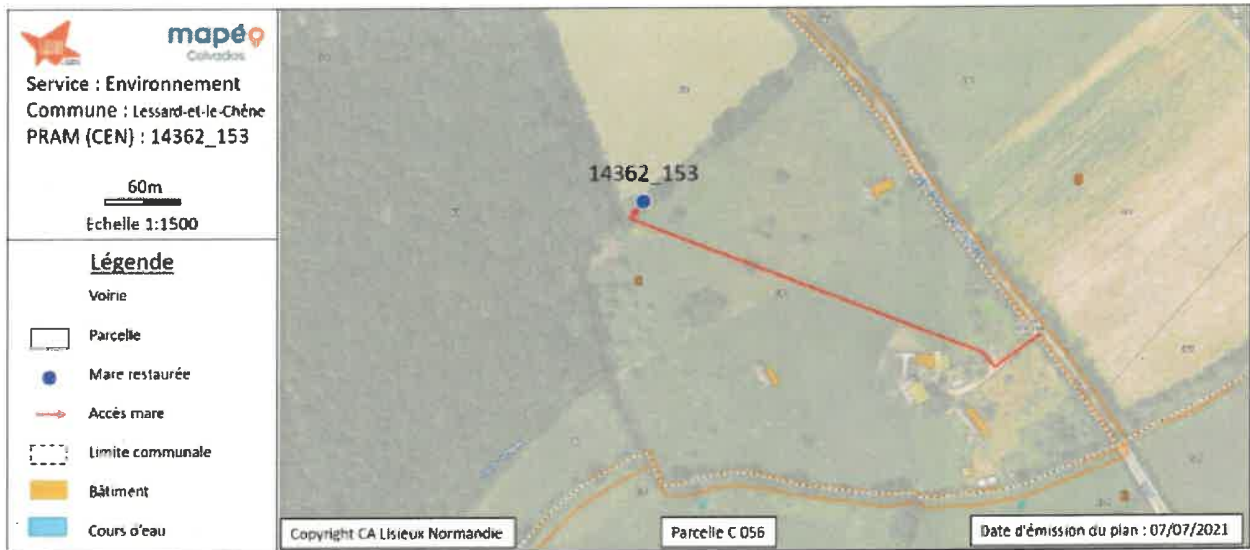 mapéo
Calvados
Service : Environnement
Commune : Lessard-et-le-Chêne
PRAM (CEN) : 14362_153
60m
Echelle 1:1500
Légende
Voirie
Parcelle
Mare restaurée
Accès mare
Limite communale
Bâtiment
Cours d'eau
14362_153
Copyright CA Lisieux Normandie
Parcelle C 056
Date d'émission du plan : 07/07/2021